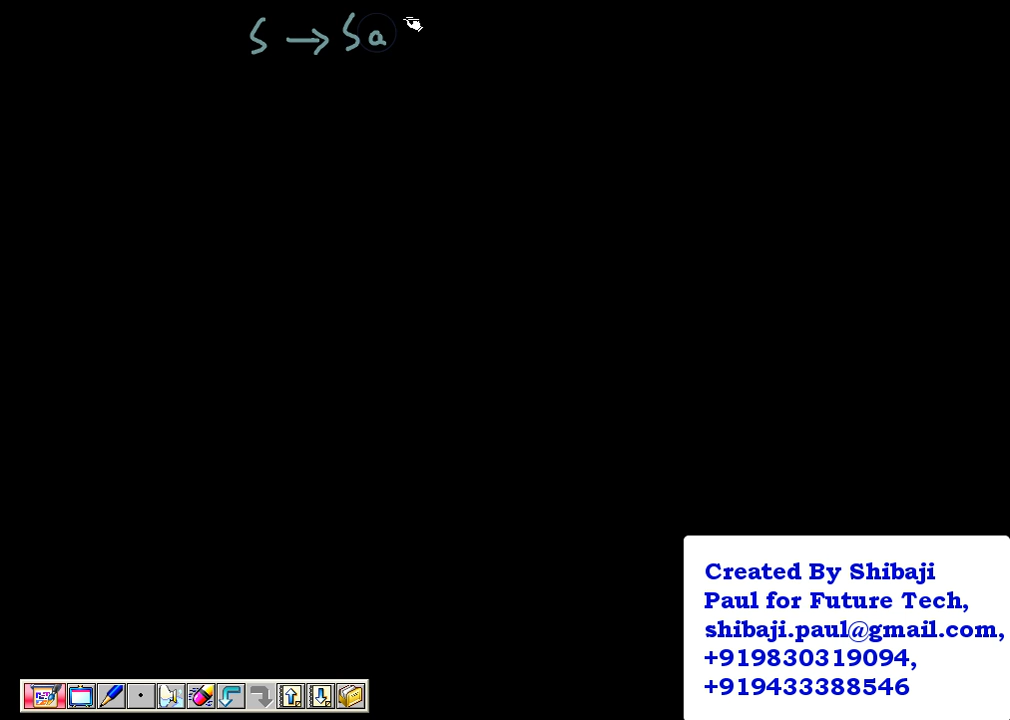 S → Sa
Created By Shibaji
Paul for Future Tech,
shibaji.paul@gmail.com,
+919830319094,
+919433388546